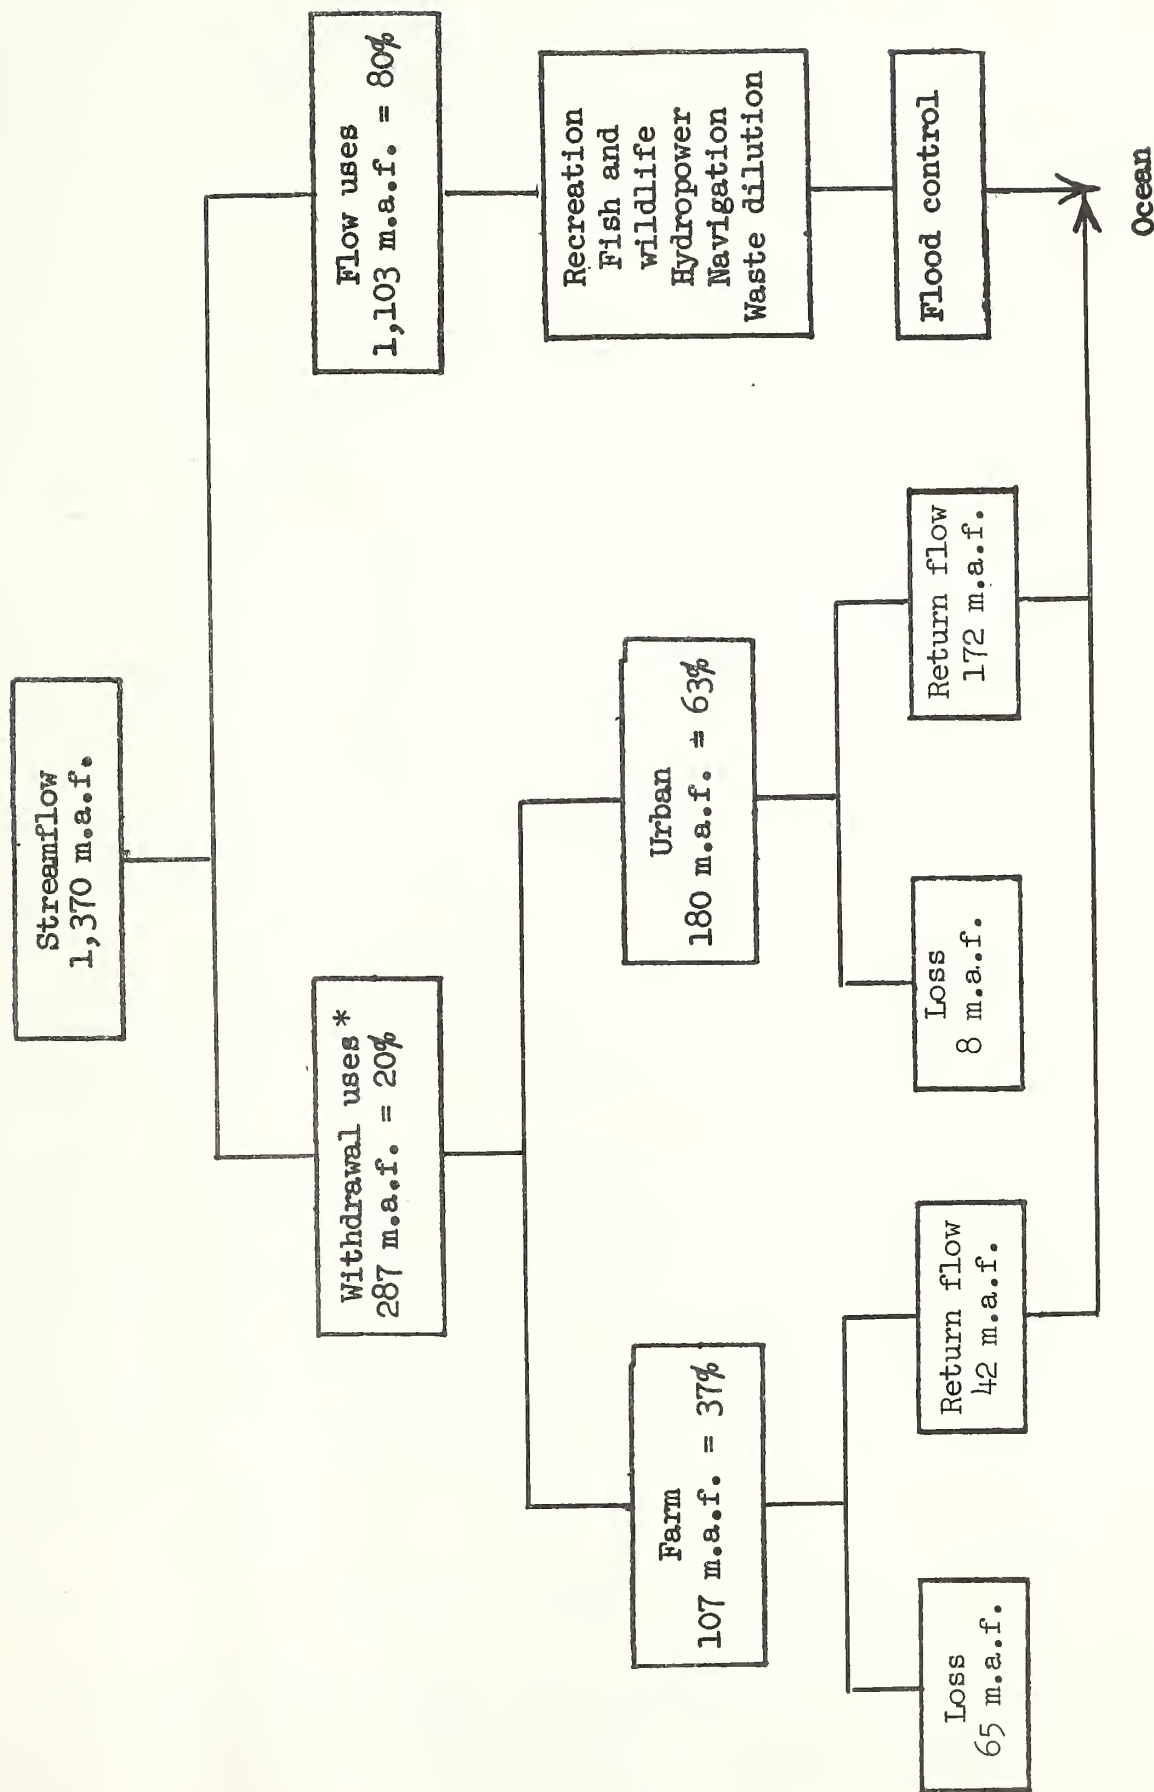 Streamflow
1,370 m.a.f.
Withdrawal uses*
287 m.a.f. = 20%
Flow uses
1,103 m.a.f. = 80%
Farm
107 m.a.f. = 37%
Urban
180 m.a.f. = 63%
Recreation
Fish and
wildlife
Hydropower
Navigation
Waste dilution
Loss
65 m.a.f.
Return flow
42 m.a.f.
Loss
8 m.a.f.
Return flow
172 m.a.f.
Flood control
Ocean